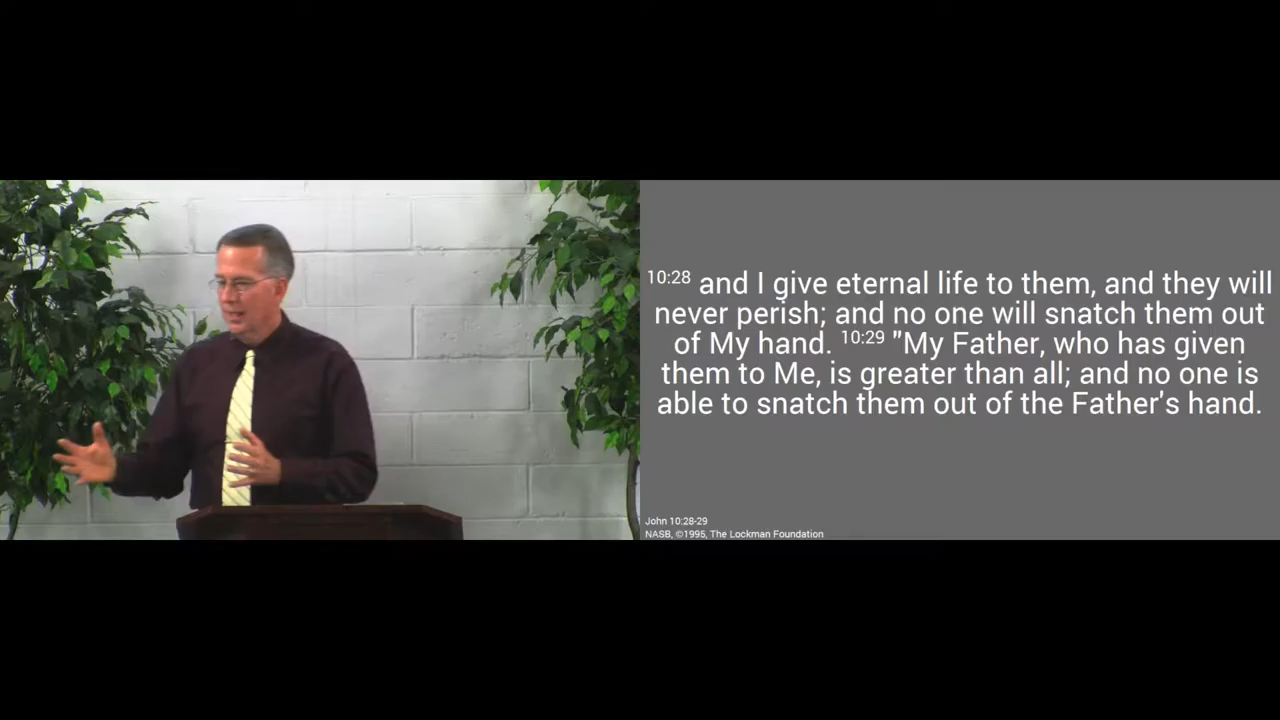 10:28 and I give eternal life to them, and they will
never perish; and no one will snatch them out
of My hand. 10:29 "My Father, who has given
them to Me, is greater than all; and no one is
able to snatch them out of the Father's hand.
John 10:28-29
NASB, ©1995, The Lockman Foundation